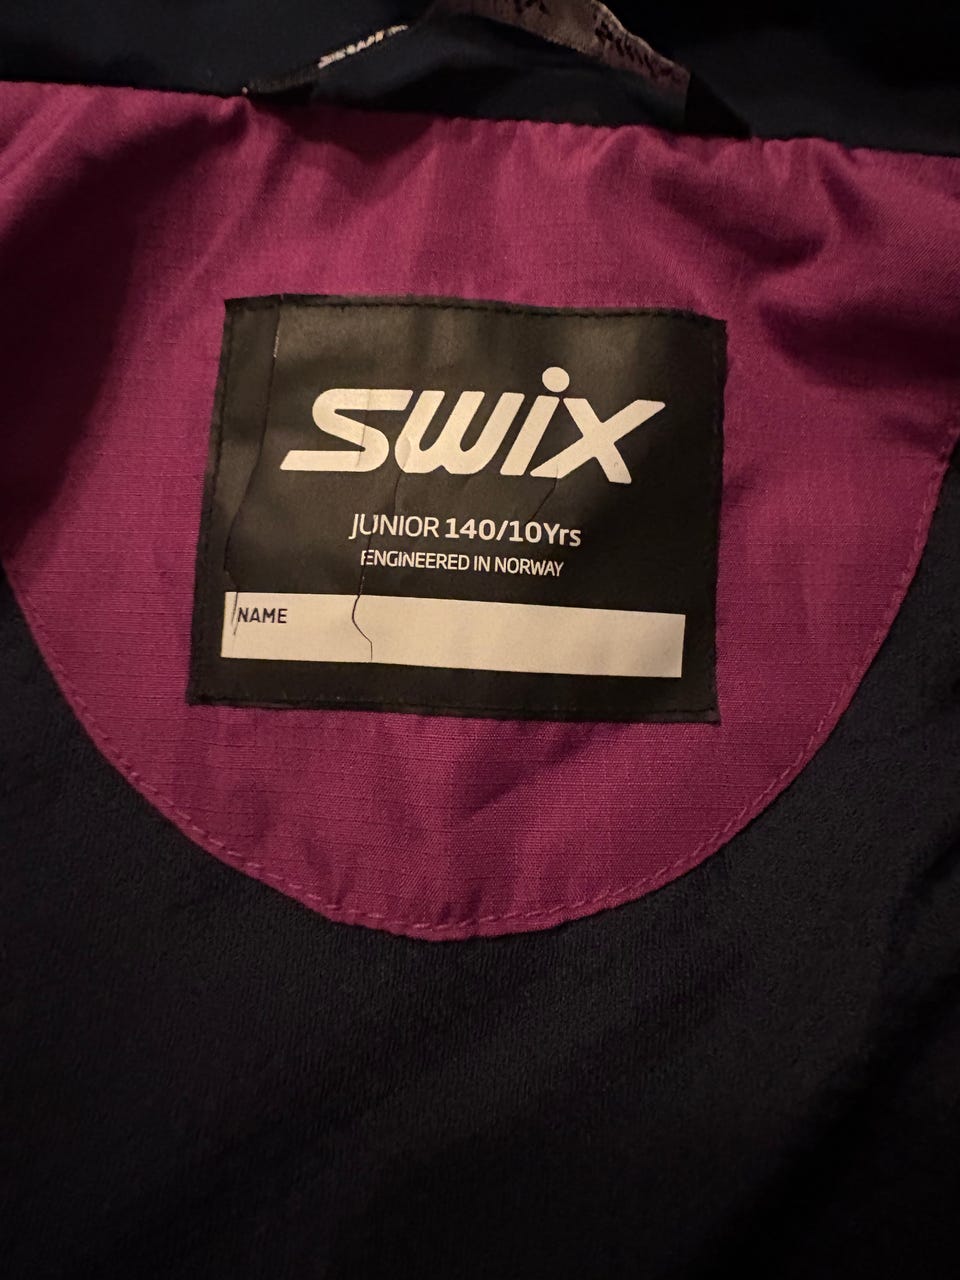 swix
JUNIOR 140/10Yrs
ENGINEERED IN NORWAY
NAME